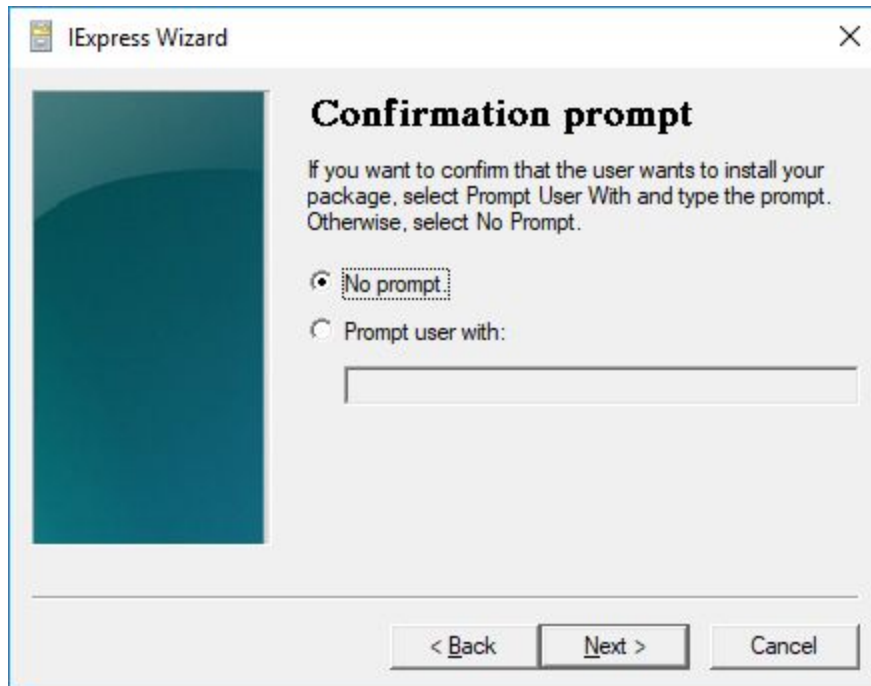 IExpress Wizard
Confirmation prompt
If you want to confirm that the user wants to install your
package, select Prompt User With and type the prompt.
Otherwise, select No Prompt.
No prompt.
Prompt user with:
< Back
Next >
Cancel